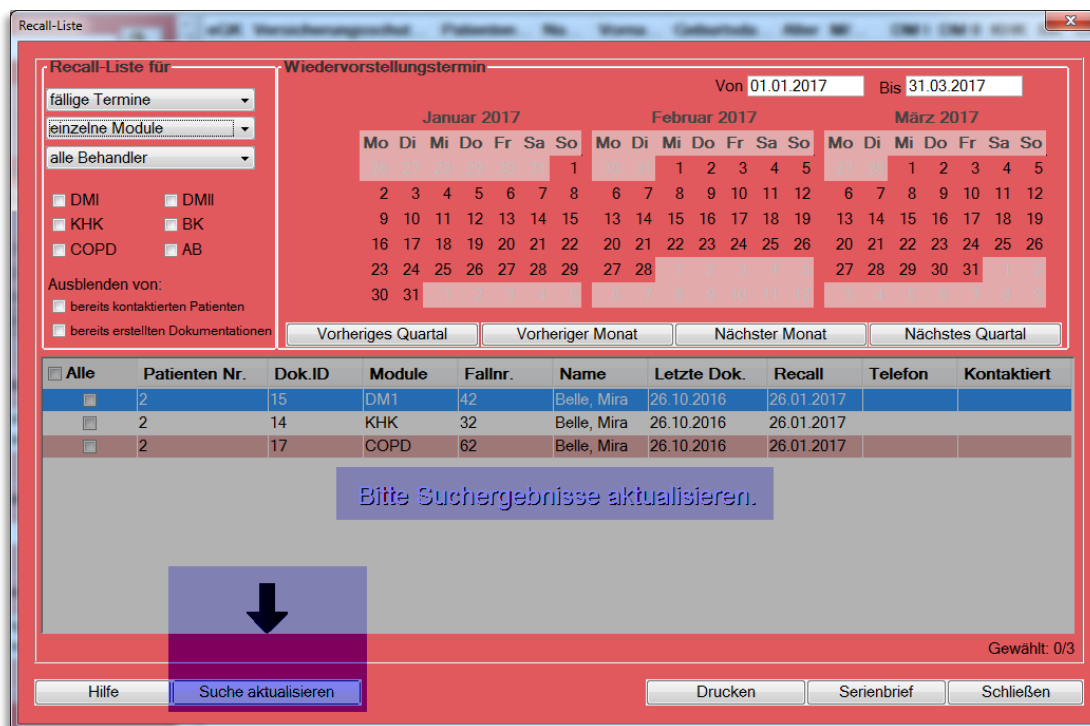 Recall-Liste
Recall-Liste für
Wiedervorstellungstermin
fällige Termine
einzelne Module
alle Behandler
DMI DMII
KHK BK
COPD AB
Ausblenden von:
bereits kontaktierten Patienten
bereits erstellten Dokumentationen
Von 01.01.2017 Bis 31.03.2017
Januar 2017 Februar 2017 März 2017
Mo Di Mi Do Fr Sa So Mo Di Mi Do Fr Sa So Mo Di Mi Do Fr Sa So
1 1 2 3 4 5 1 2 3 4 5
2 3 4 5 6 7 8 6 7 8 9 10 11 12 6 7 8 9 10 11 12
9 10 11 12 13 14 15 13 14 15 16 17 18 19 13 14 15 16 17 18 19
16 17 18 19 20 21 22 20 21 22 23 24 25 26 20 21 22 23 24 25 26
23 24 25 26 27 28 29 27 28 27 28 29 30 31
30 31
Vorheriges Quartal Vorheriger Monat Nächster Monat Nächstes Quartal
Alle Patienten Nr. Dok.ID Module Fallnr. Name Letzte Dok. Recall Telefon Kontaktiert
2 15 DM1 42 Belle, Mira 26.10.2016 26.01.2017
2 14 KHK 32 Belle, Mira 26.10.2016 26.01.2017
2 17 COPD 62 Belle, Mira 26.10.2016 26.01.2017
Bitte Suchergebnisse aktualisieren.
Gewählt: 0/3
Hilfe Suche aktualisieren Drucken Serienbrief Schließen